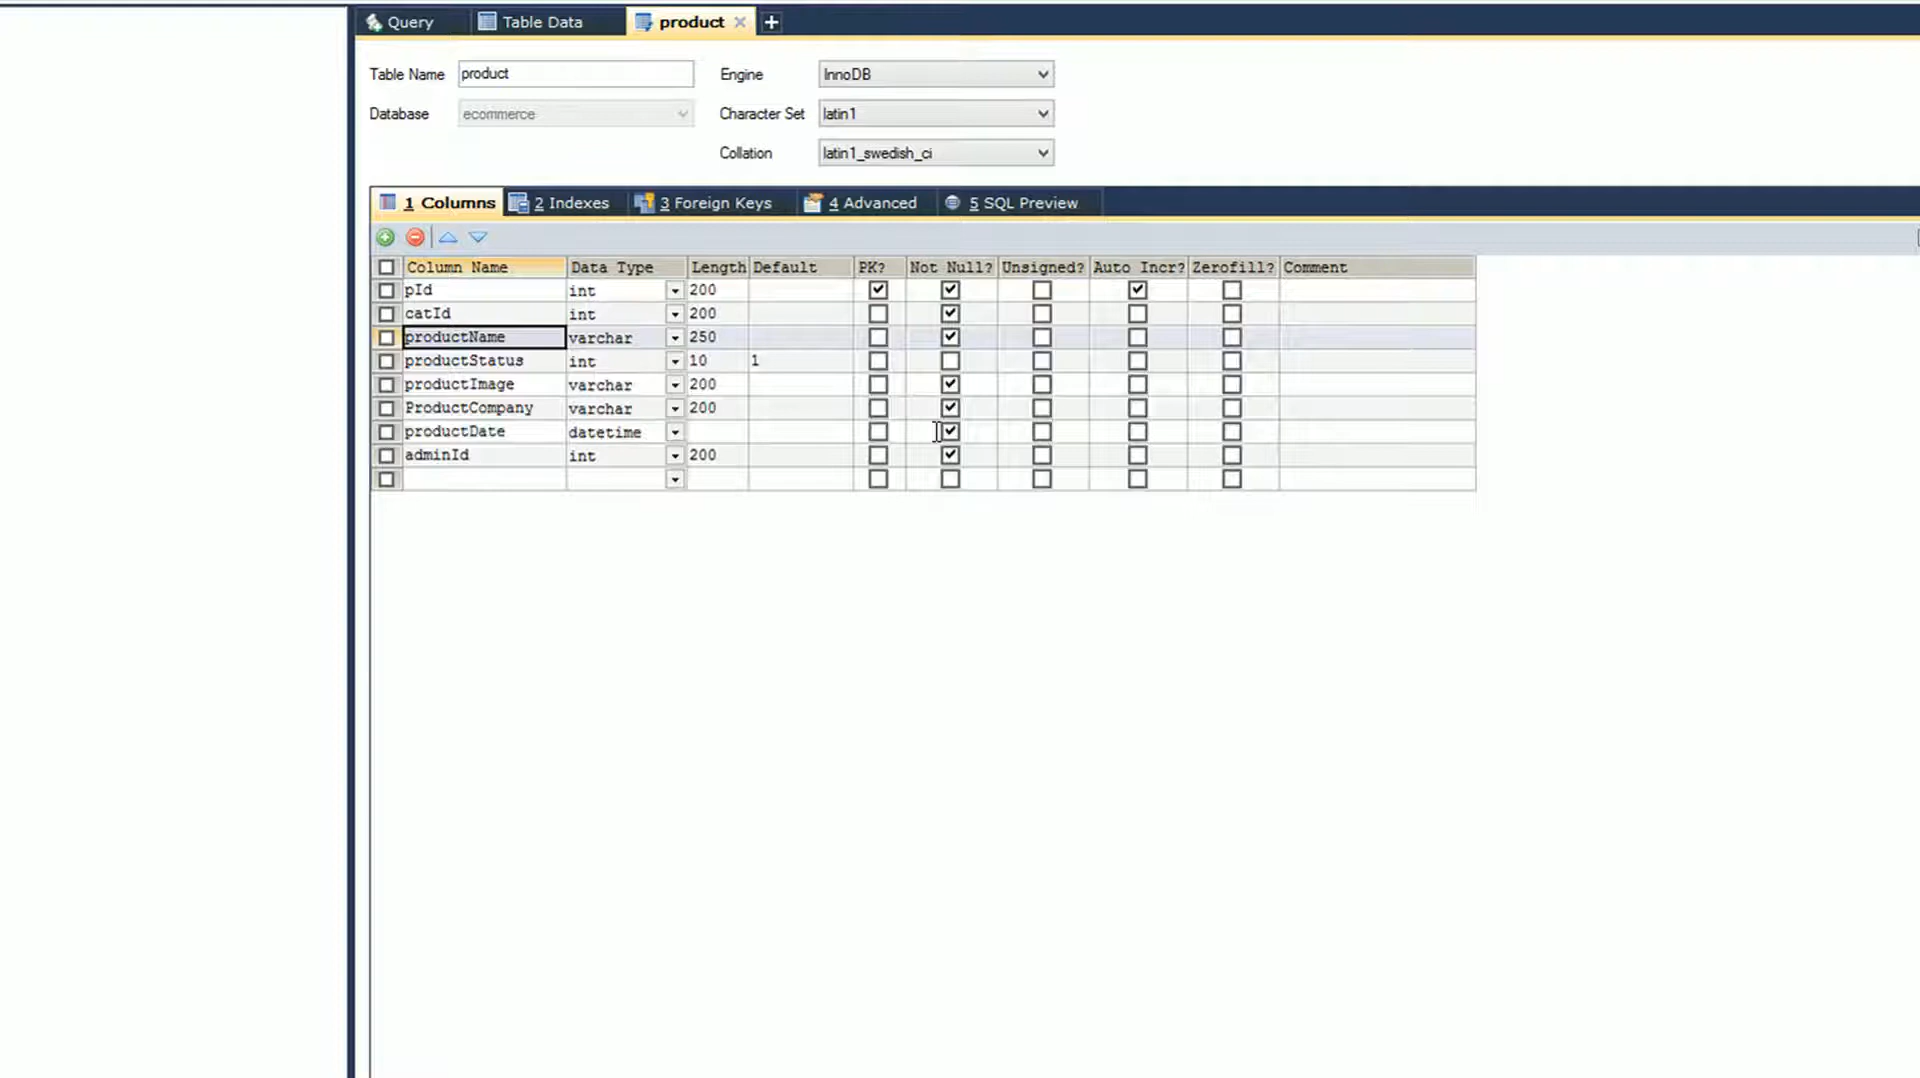 Query Table Data product
Table Name product Engine InnoDB
Database ecommerce Character Set latin1
Collation latin1_swedish_ci
1 Columns 2 Indexes 3 Foreign Keys 4 Advanced 5 SQL Preview
Column Name Data Type Length Default PK? Not Null? Unsigned? Auto Incr? Zerofill? Comment
pId int 200
catId int 200
productName varchar 250
productStatus int 10 1
productImage varchar 200
ProductCompany varchar 200
productDate datetime
adminId int 200